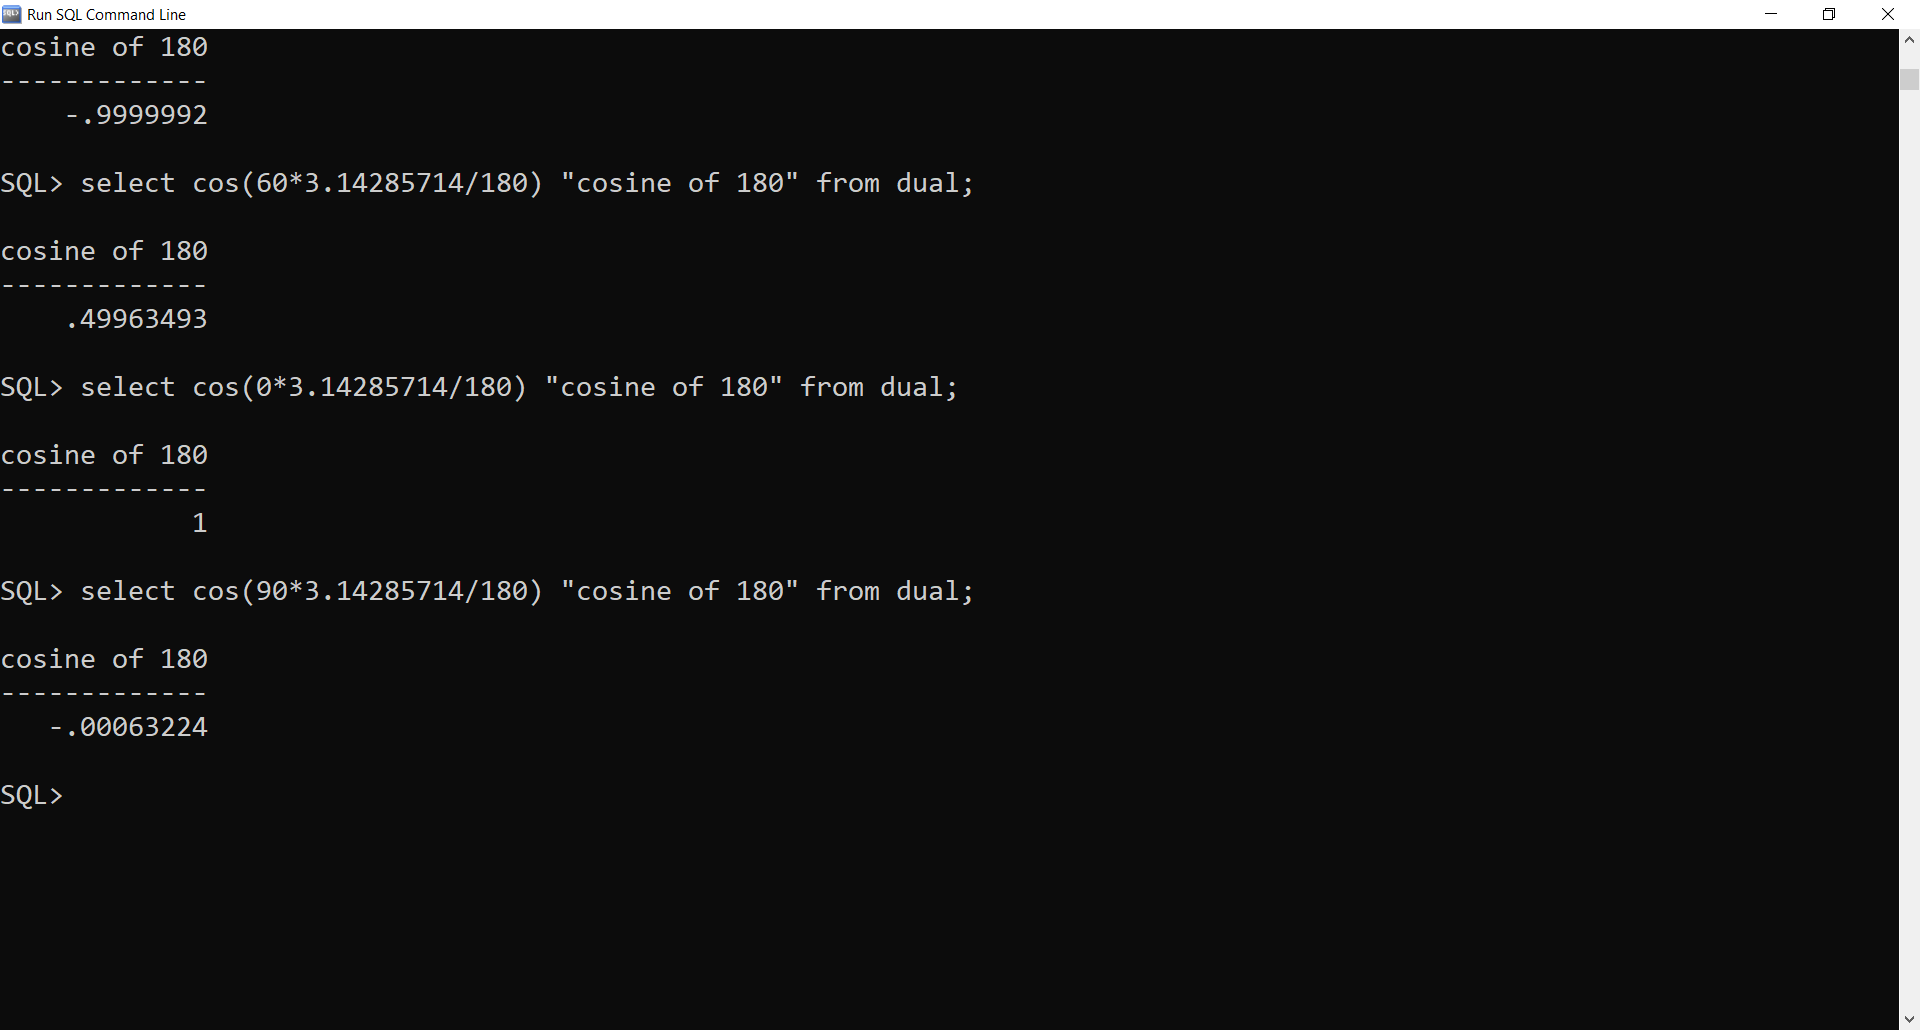 Run SQL Command Line
cosine of 180
-------------
-.9999992
SQL> select cos(60*3.14285714/180) "cosine of 180" from dual;
cosine of 180
-------------
.49963493
SQL> select cos(0*3.14285714/180) "cosine of 180" from dual;
cosine of 180
-------------
1
SQL> select cos(90*3.14285714/180) "cosine of 180" from dual;
cosine of 180
-------------
-.00063224
SQL>